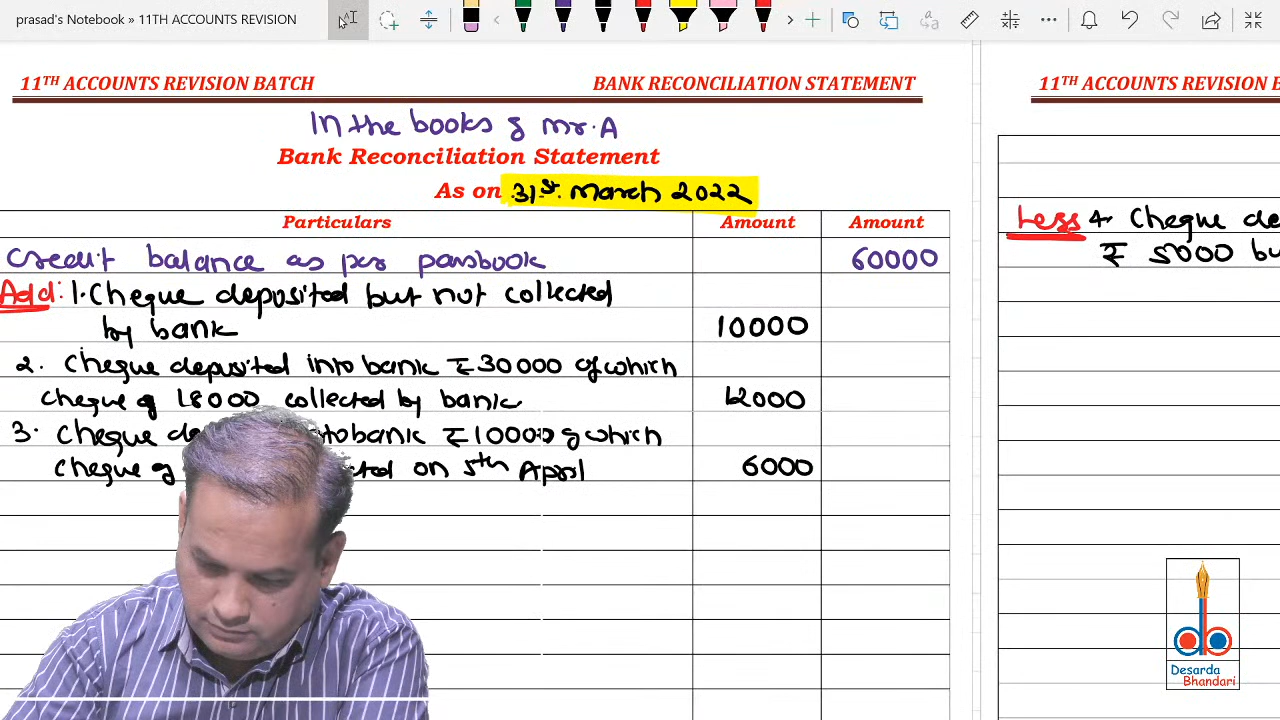 prasad's Notebook » 11TH ACCOUNTS REVISION
11TH ACCOUNTS REVISION BATCH BANK RECONCILIATION STATEMENT
In the books of Mr. A
Bank Reconciliation Statement
As on 31st March 2022
Particulars Amount Amount
Credit balance as per passbook 60000
Add: 1. Cheque deposited but not collected
by bank 10000
2. Cheque deposited into bank ₹ 30000 of which
cheque of 18000 collected by bank 12000
3. Cheque into bank ₹ 10000 of which
cheque of on 5th April 6000
11TH ACCOUNTS REVISION
Less 4. Cheque
₹ 5000
Desarda
Bhandari